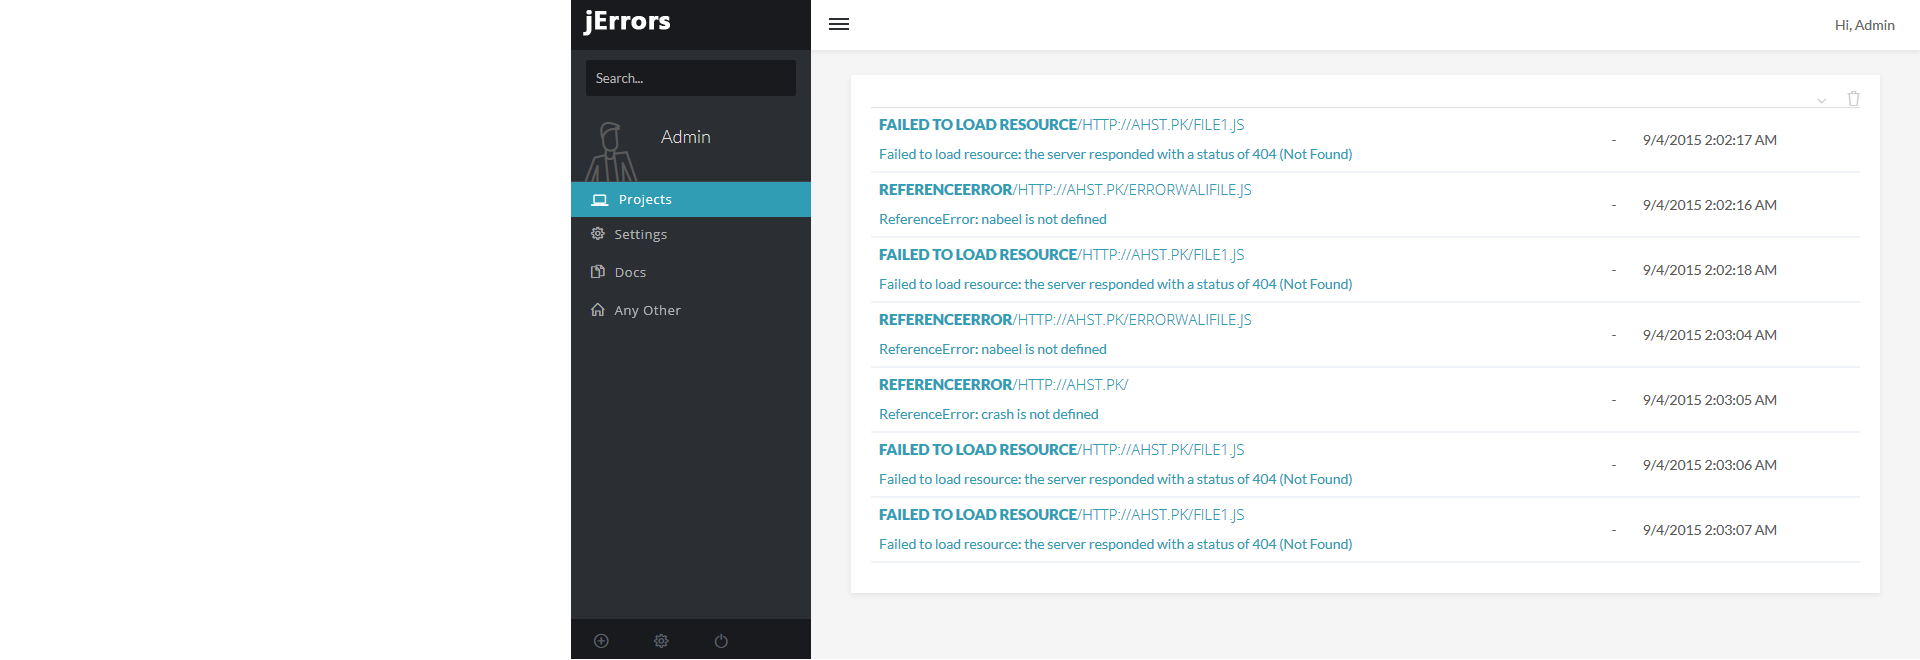 jErrors
Hi, Admin
Search...
Admin
Projects
Settings
Docs
Any Other
FAILED TO LOAD RESOURCE/HTTP://AHST.PK/FILE1.JS
Failed to load resource: the server responded with a status of 404 (Not Found)
- 9/4/2015 2:02:17 AM
REFERENCEERROR/HTTP://AHST.PK/ERRORWALIFILE.JS
ReferenceError: nabeel is not defined
- 9/4/2015 2:02:16 AM
FAILED TO LOAD RESOURCE/HTTP://AHST.PK/FILE1.JS
Failed to load resource: the server responded with a status of 404 (Not Found)
- 9/4/2015 2:02:18 AM
REFERENCEERROR/HTTP://AHST.PK/ERRORWALIFILE.JS
ReferenceError: nabeel is not defined
- 9/4/2015 2:03:04 AM
REFERENCEERROR/HTTP://AHST.PK/
ReferenceError: crash is not defined
- 9/4/2015 2:03:05 AM
FAILED TO LOAD RESOURCE/HTTP://AHST.PK/FILE1.JS
Failed to load resource: the server responded with a status of 404 (Not Found)
- 9/4/2015 2:03:06 AM
FAILED TO LOAD RESOURCE/HTTP://AHST.PK/FILE1.JS
Failed to load resource: the server responded with a status of 404 (Not Found)
- 9/4/2015 2:03:07 AM